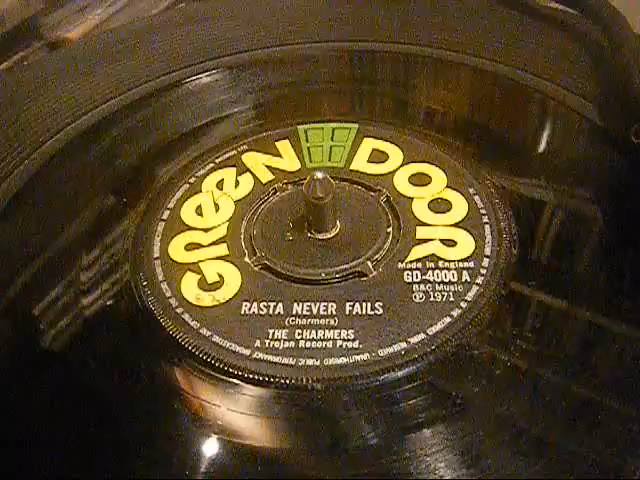 GREEN DOOR
Made in England
GD-4000 A
B&C Music
℗ 1971
RASTA NEVER FAILS
(Charmers)
THE CHARMERS
A Trojan Record Prod.